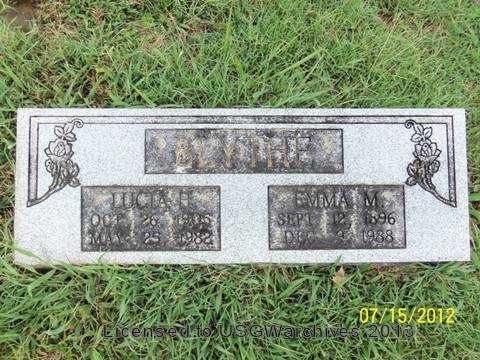 BLYTHE
LUCIA H.
OCT. 26 1895
MAY 25 1982
EMMA M.
SEPT. 12 1896
DEC. 1988
07/15/2012
Licensed to USGWarchives 2013